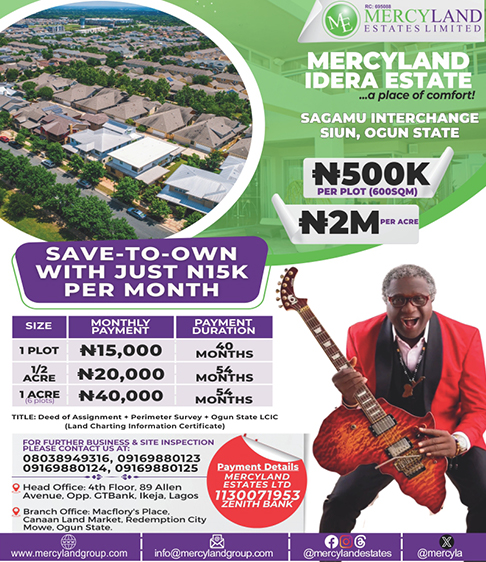 RC: 695058
MERCYLAND
ESTATES LIMITED
MERCYLAND
IDERA ESTATE
...a place of comfort!
SAGAMU INTERCHANGE
SIUN, OGUN STATE
₦500K
PER PLOT (600SQM)
₦2M PER ACRE
SAVE-TO-OWN
WITH JUST N15K
PER MONTH
SIZE MONTHLY PAYMENT PAYMENT DURATION
1 PLOT ₦15,000 40 MONTHS
1/2 ACRE ₦20,000 54 MONTHS
1 ACRE (6 plots) ₦40,000 54 MONTHS
TITLE: Deed of Assignment + Perimeter Survey + Ogun State LCIC
(Land Charting Information Certificate)
FOR FURTHER BUSINESS & SITE INSPECTION
PLEASE CONTACT US AT:
08038949316, 09169880123
09169880124, 09169880125
Head Office: 4th Floor, 89 Allen
Avenue, Opp. GTBank, Ikeja, Lagos
Branch Office: Macflory's Place,
Canaan Land Market, Redemption City
Mowe, Ogun State.
Payment Details
MERCYLAND
ESTATES LTD
1130071953
ZENITH BANK
www.mercylandgroup.com
info@mercylandgroup.com
@mercylandestates
@mercyla